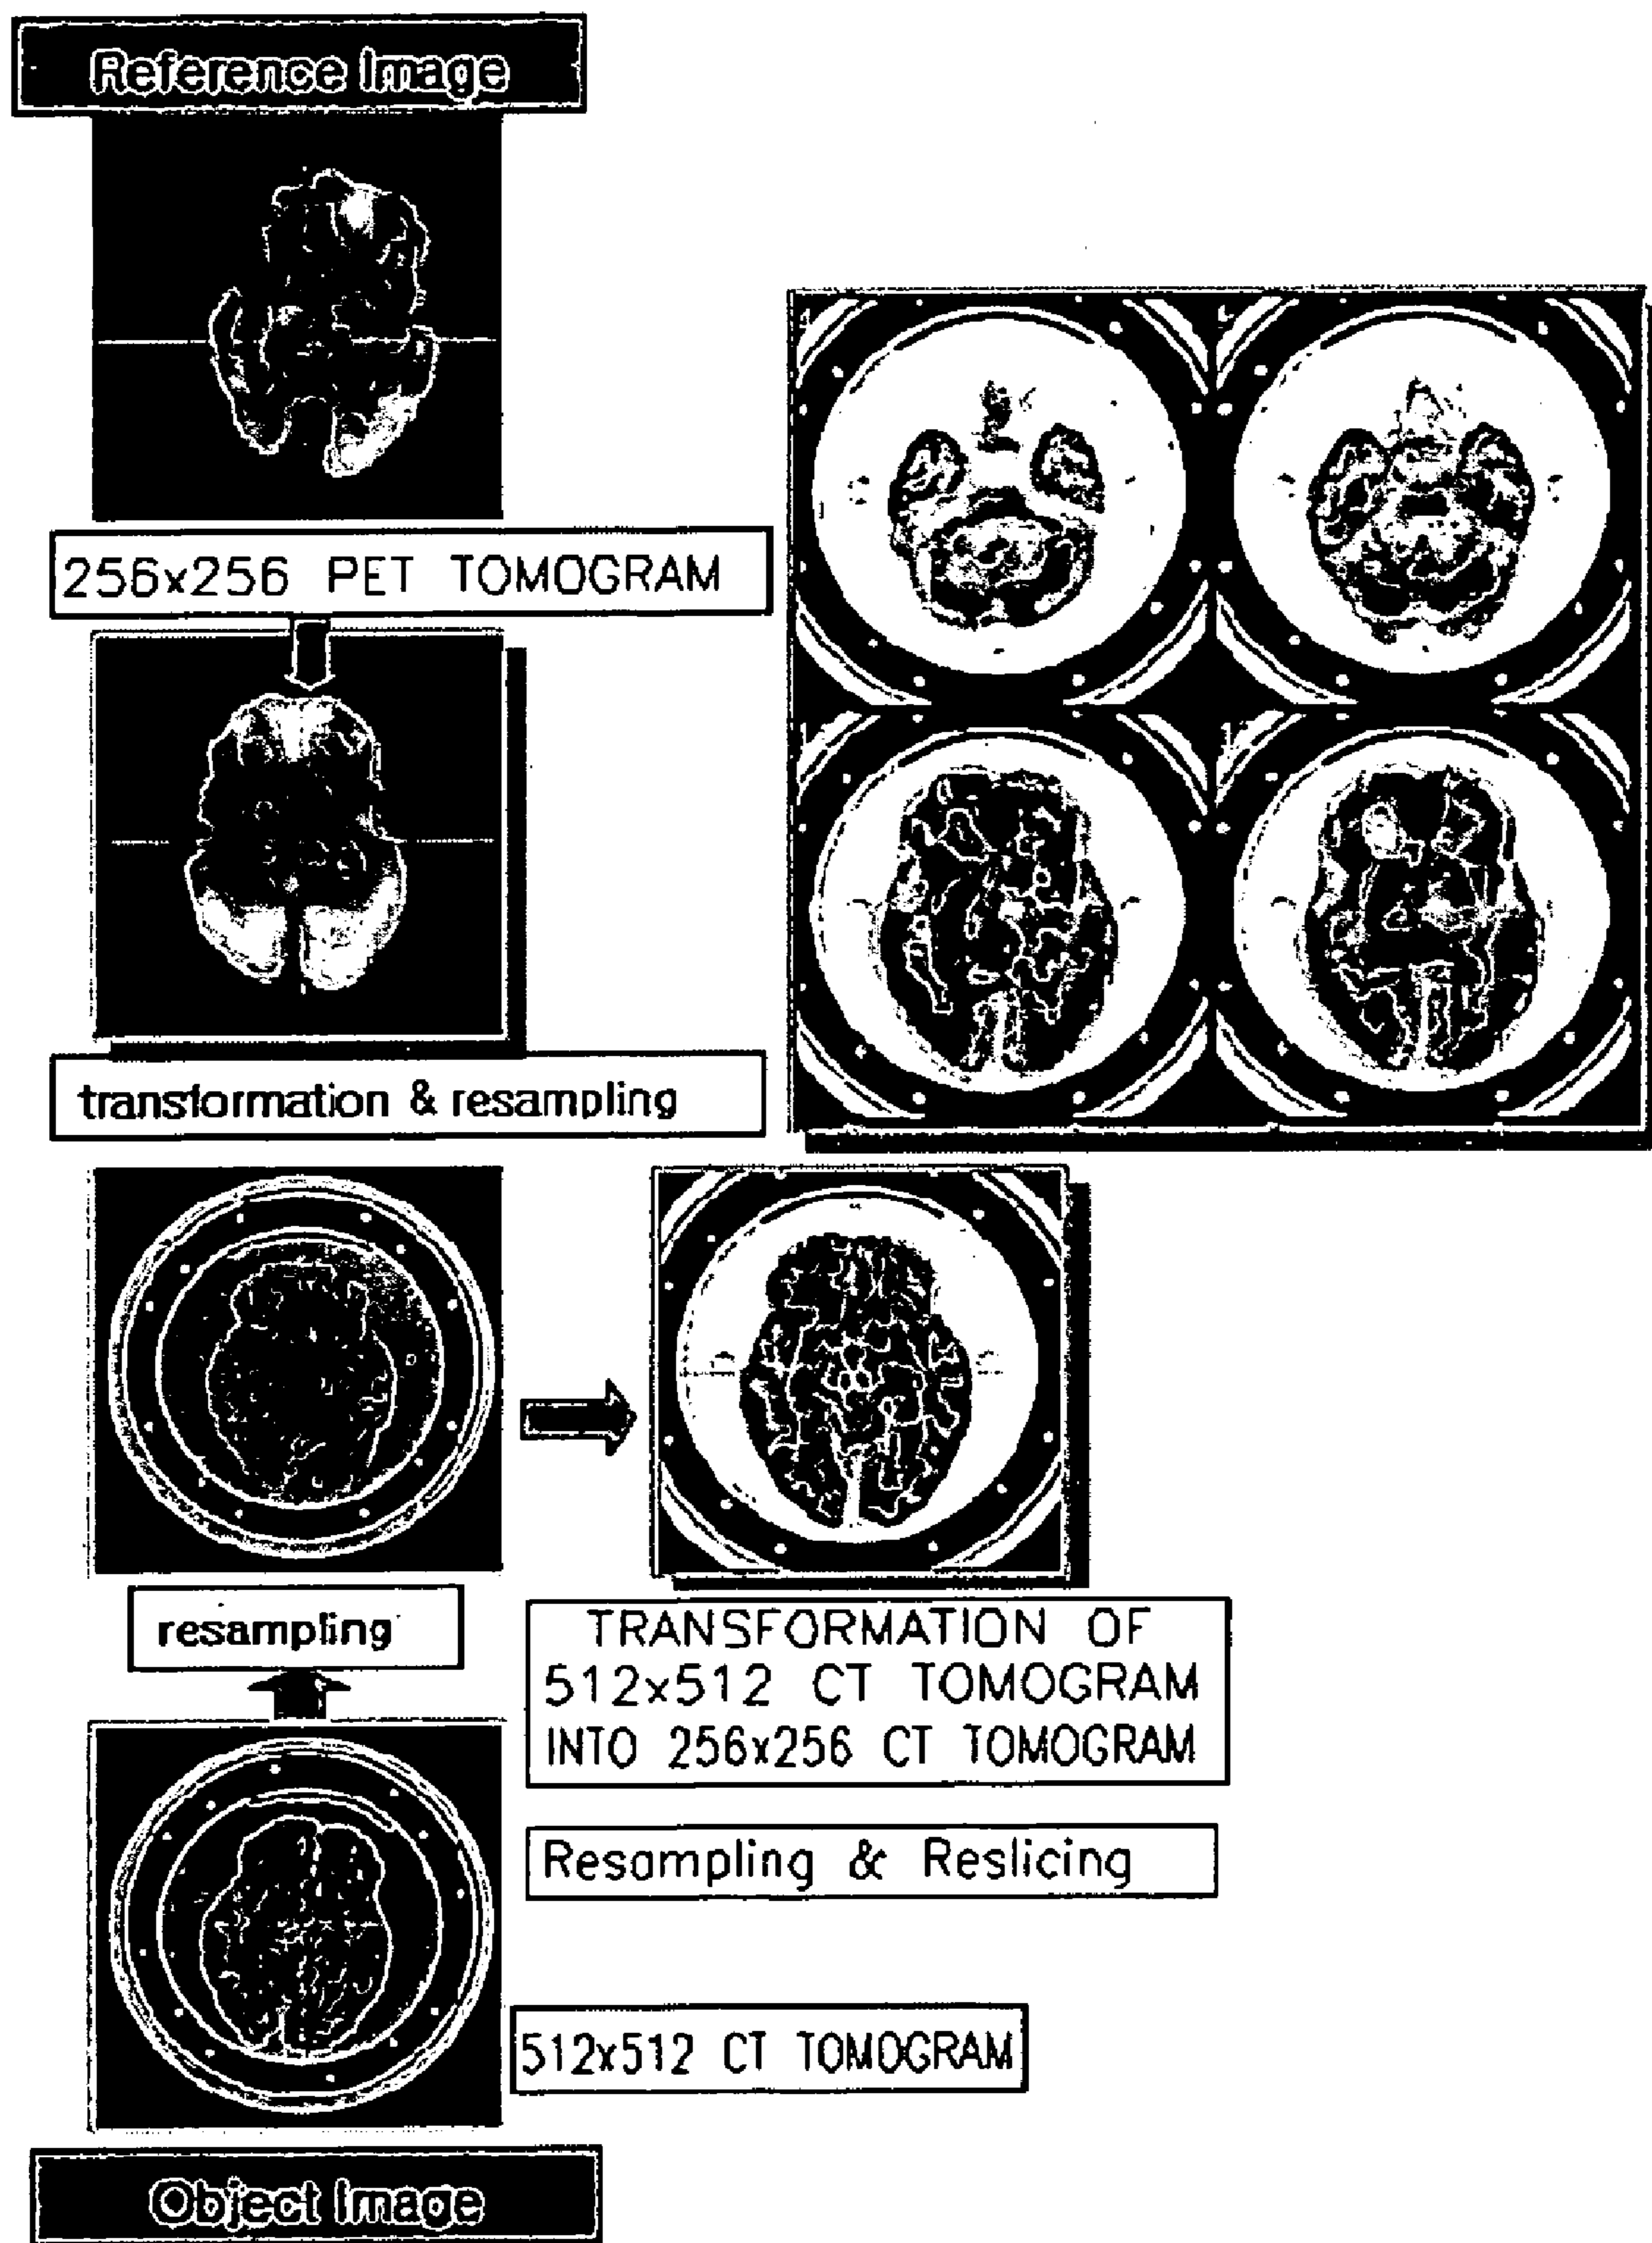 Reference Image
256x256 PET TOMOGRAM
transformation & resampling
resampling
TRANSFORMATION OF
512x512 CT TOMOGRAM
INTO 256x256 CT TOMOGRAM
Resampling & Reslicing
512x512 CT TOMOGRAM
Object Image